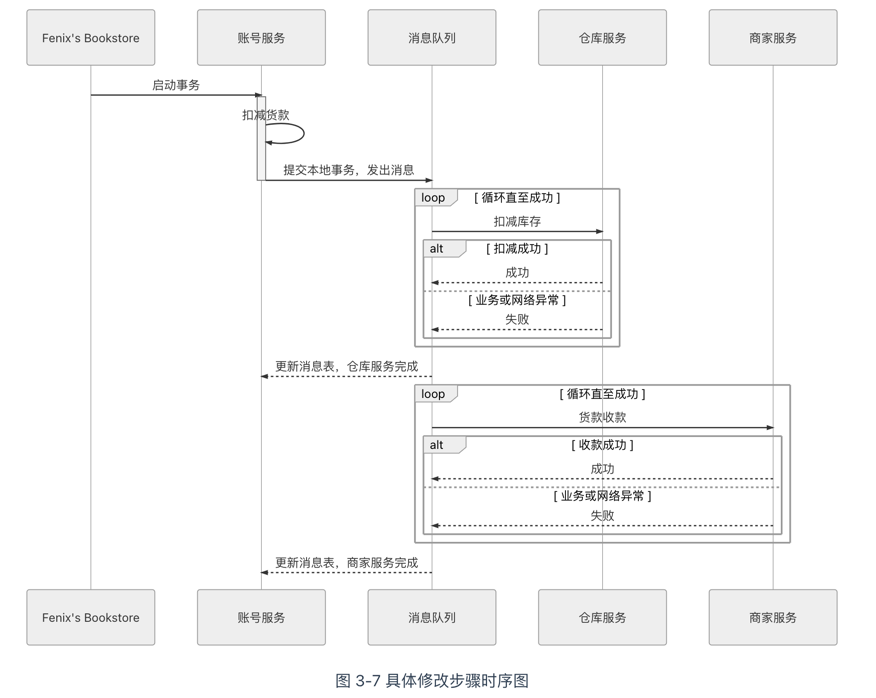 Fenix's Bookstore
账号服务
消息队列
仓库服务
商家服务
启动事务
扣减货款
提交本地事务，发出消息
loop
[ 循环直至成功 ]
扣减库存
alt
[ 扣减成功 ]
成功
[ 业务或网络异常 ]
失败
更新消息表，仓库服务完成
loop
[ 循环直至成功 ]
货款收款
alt
[ 收款成功 ]
成功
[ 业务或网络异常 ]
失败
更新消息表，商家服务完成
Fenix's Bookstore
账号服务
消息队列
仓库服务
商家服务
图 3-7 具体修改步骤时序图